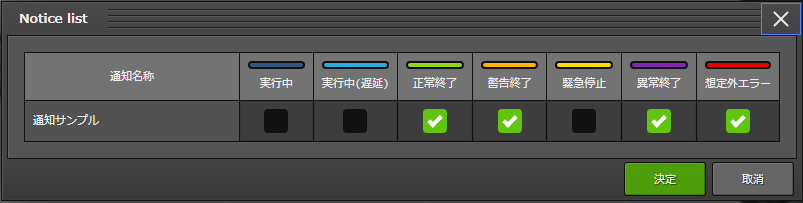 Notice list
通知名称
実行中
実行中(遅延)
正常終了
警告終了
緊急停止
異常終了
想定外エラー
通知サンプル
決定
取消